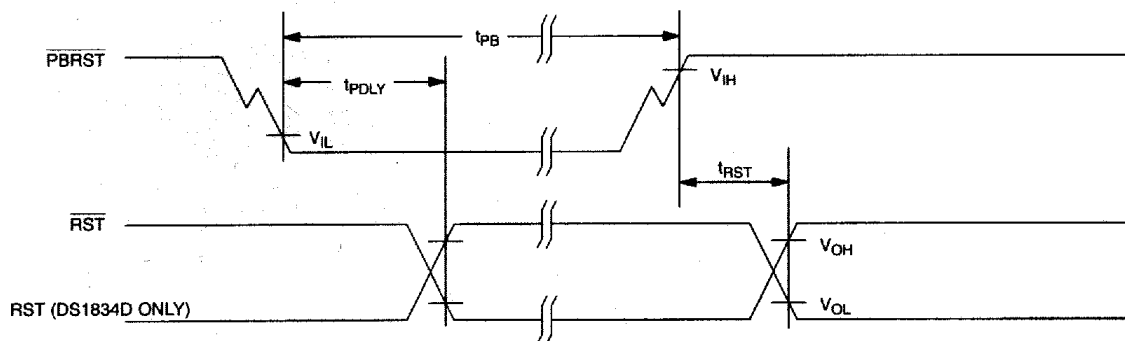 tPB
PBRST
tPDLY
VIH
VIL
tRST
RST
VOH
RST (DS1834D ONLY)
VOL